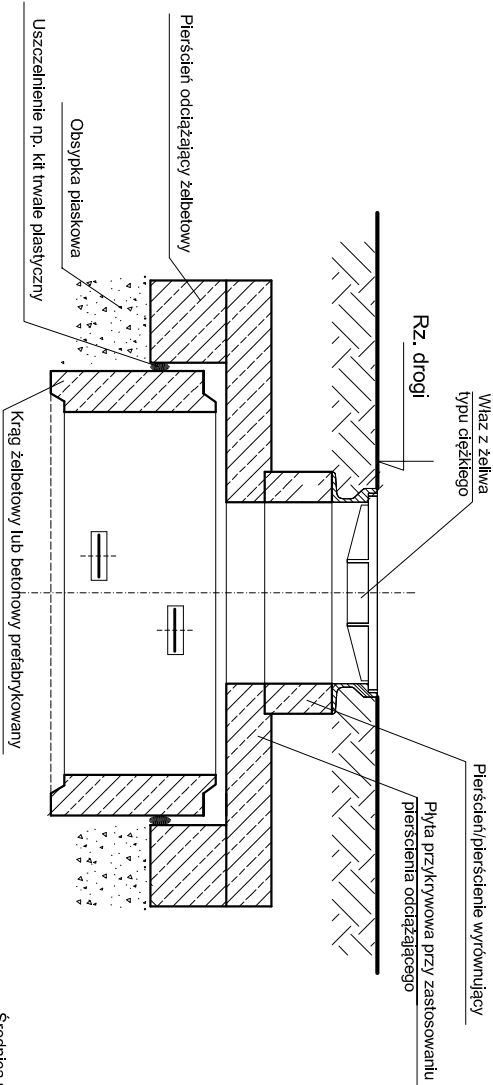 Właz z żeliwa
typu ciężkiego
Rz. drogi
Pierścień/pierścienie wyrównujący
Płyta przykrywowa przy zastosowaniu
pierścienia odciążającego
Pierścień odciążający żelbetowy
Obsypka piaskowa
Uszczelnienie np. kit trwale plastyczny
Krąg żelbetowy lub betonowy prefabrykowany